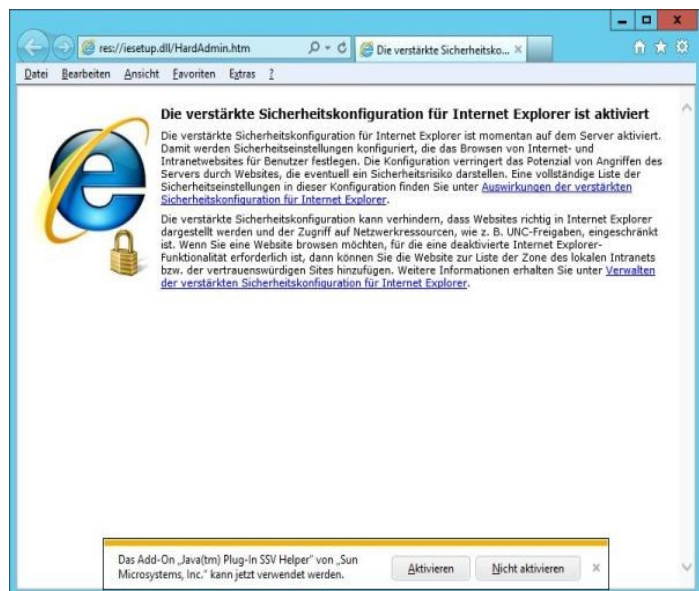 res://iesetup.dll/HardAdmin.htm
Die verstärkte Sicherheitsko...
Datei Bearbeiten Ansicht Favoriten Extras ?
Die verstärkte Sicherheitskonfiguration für Internet Explorer ist aktiviert
Die verstärkte Sicherheitskonfiguration für Internet Explorer ist momentan auf dem Server aktiviert.
Damit werden Sicherheitseinstellungen konfiguriert, die das Browsen von Internet- und
Intranetwebsites für Benutzer festlegen. Die Konfiguration verringert das Potenzial von Angriffen des
Servers durch Websites, die eventuell ein Sicherheitsrisiko darstellen. Eine vollständige Liste der
Sicherheitseinstellungen in dieser Konfiguration finden Sie unter Auswirkungen der verstärkten
Sicherheitskonfiguration für Internet Explorer.
Die verstärkte Sicherheitskonfiguration kann verhindern, dass Websites richtig in Internet Explorer
dargestellt werden und der Zugriff auf Netzwerkressourcen, wie z. B. UNC-Freigaben, eingeschränkt
ist. Wenn Sie eine Website browsen möchten, für die eine deaktivierte Internet Explorer-
Funktionalität erforderlich ist, dann können Sie die Website zur Liste der Zone des lokalen Intranets
bzw. der vertrauenswürdigen Sites hinzufügen. Weitere Informationen erhalten Sie unter Verwalten
der verstärkten Sicherheitskonfiguration für Internet Explorer.
Das Add-On „Java(tm) Plug-In SSV Helper" von „Sun
Microsystems, Inc." kann jetzt verwendet werden.
Aktivieren
Nicht aktivieren